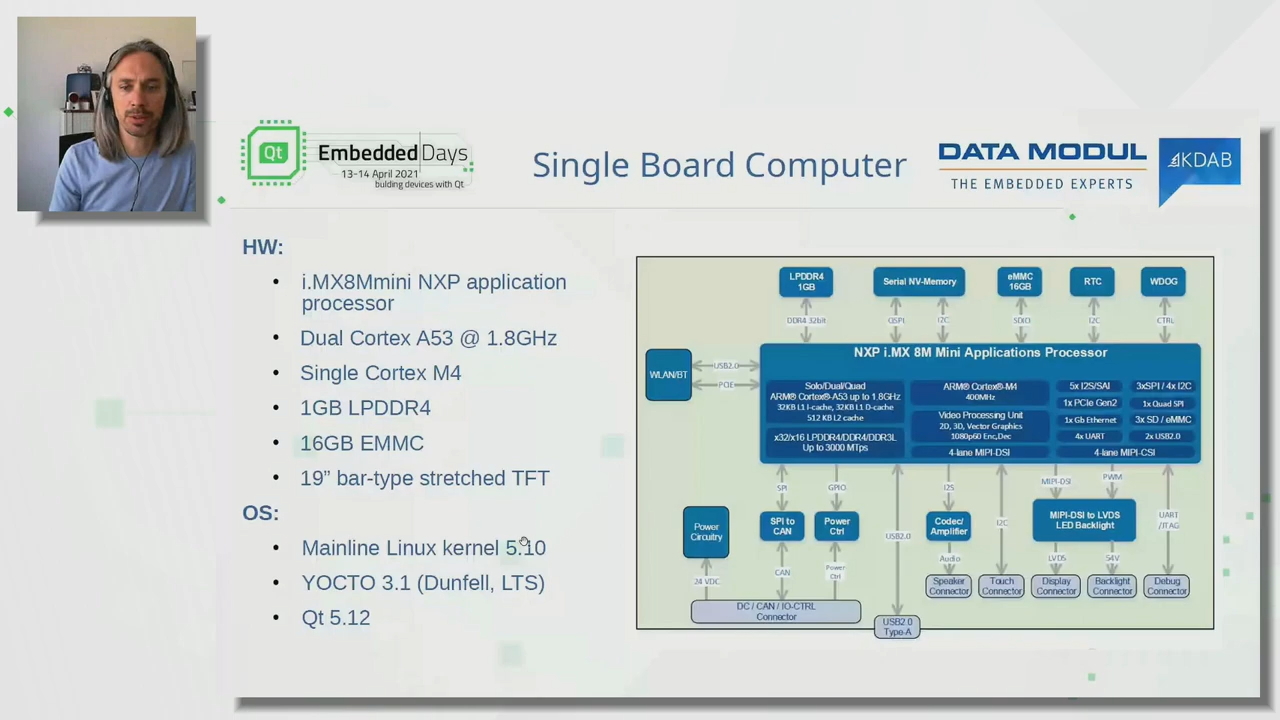 Qt
Embedded Days
13-14 April 2021
bulding devices with Qt
Single Board Computer
DATA MODUL
THE EMBEDDED EXPERTS
KDAB
HW:
• i.MX8Mmini NXP application
processor
• Dual Cortex A53 @ 1.8GHz
• Single Cortex M4
• 1GB LPDDR4
• 16GB EMMC
• 19” bar-type stretched TFT
OS:
• Mainline Linux kernel 5.10
• YOCTO 3.1 (Dunfell, LTS)
• Qt 5.12
LPDDR4
1GB
Serial NV-Memory
eMMC
16GB
RTC
WDOG
DDR4 32bit
QSPI
I2C
SDIO
I2C
CTRL
WLAN/BT
USB2.0
PCIE
NXP i.MX 8M Mini Applications Processor
Solo/Dual/Quad
ARM® Cortex®-A53 up to 1.8GHz
32KB L1 I-cache, 32KB L1 D-cache
512 KB L2 cache
x32/x16 LPDDR4/DDR4/DDR3L
Up to 3000 MTps
ARM® Cortex®-M4
400MHz
Video Processing Unit
2D, 3D, Vector Graphics
1080p60 Enc,Dec
4-lane MIPI-DSI
5x I2S/SAI
3xSPI / 4x I2C
1x PCIe Gen2
1x Quad SPI
1x Gb Ethernet
3x SD / eMMC
4x UART
2x USB2.0
4-lane MIPI-CSI
SPI
GPIO
USB2.0
I2S
I2C
MIPI-DSI
PWM
UART
/JTAG
Power
Circuitry
SPI to
CAN
Power
Ctrl
Codec/
Amplifier
MIPI-DSI to LVDS
LED Backlight
24 VDC
CAN
Power
Ctrl
Audio
LVDS
54V
DC / CAN / IO-CTRL
Connector
USB2.0
Type-A
Speaker
Connector
Touch
Connector
Display
Connector
Backlight
Connector
Debug
Connector